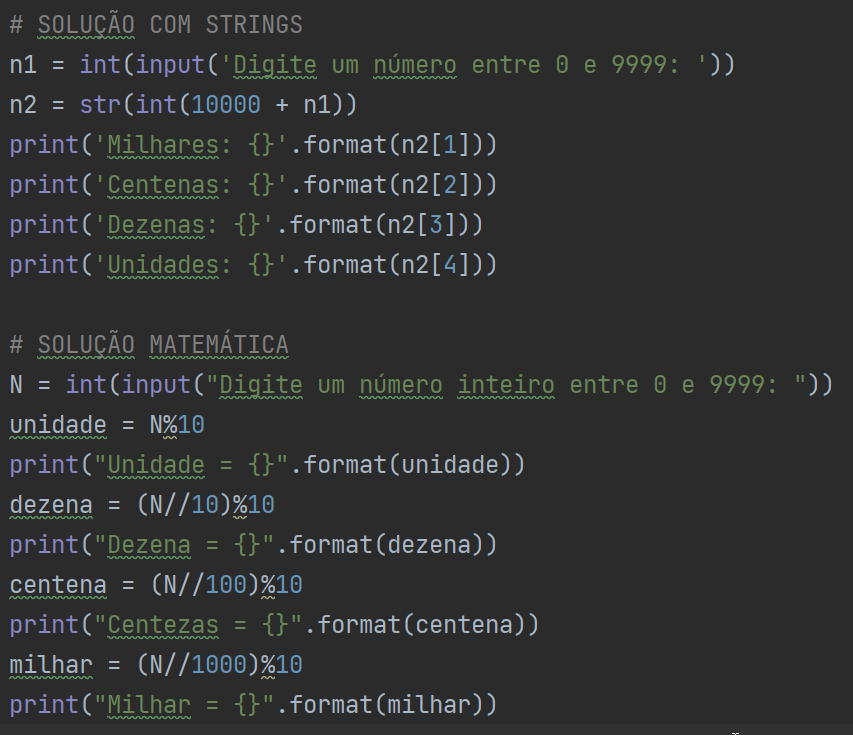 # SOLUÇÃO COM STRINGS
n1 = int(input('Digite um número entre 0 e 9999: '))
n2 = str(int(10000 + n1))
print('Milhares: {}'.format(n2[1]))
print('Centenas: {}'.format(n2[2]))
print('Dezenas: {}'.format(n2[3]))
print('Unidades: {}'.format(n2[4]))
# SOLUÇÃO MATEMÁTICA
N = int(input("Digite um número inteiro entre 0 e 9999: "))
unidade = N%10
print("Unidade = {}".format(unidade))
dezena = (N//10)%10
print("Dezena = {}".format(dezena))
centena = (N//100)%10
print("Centezas = {}".format(centena))
milhar = (N//1000)%10
print("Milhar = {}".format(milhar))